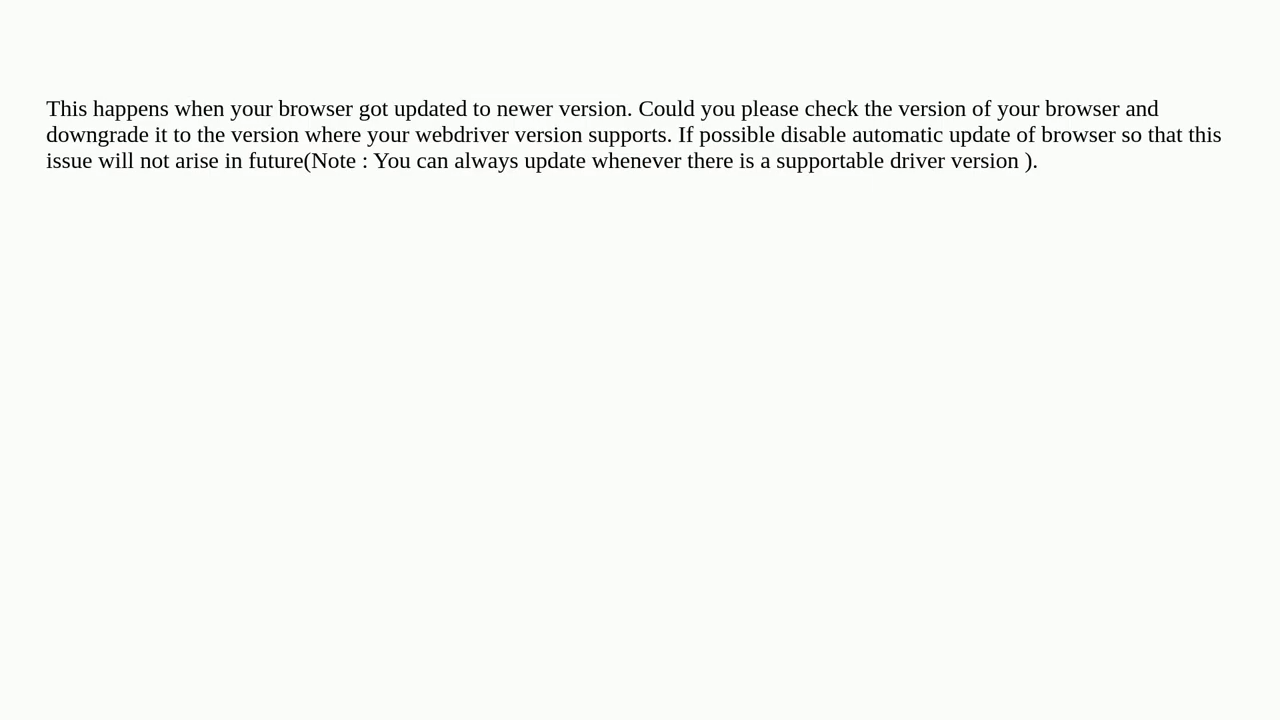 This happens when your browser got updated to newer version. Could you please check the version of your browser and
downgrade it to the version where your webdriver version supports. If possible disable automatic update of browser so that this
issue will not arise in future(Note : You can always update whenever there is a supportable driver version ).